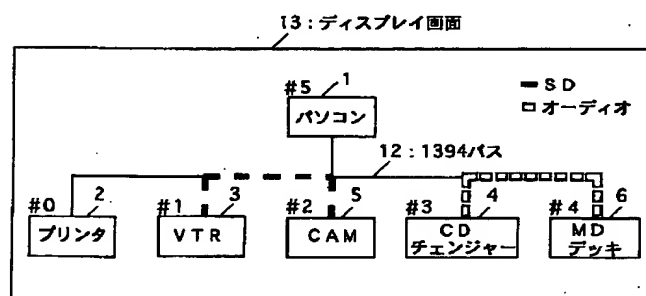 13:ディスプレイ画面
#5 1
パソコン
SD
オーディオ
12:1394バス
#0 2
プリンタ
#1 3
VTR
#2 5
CAM
#3 4
CD
チェンジャー
#4 6
MD
デッキ